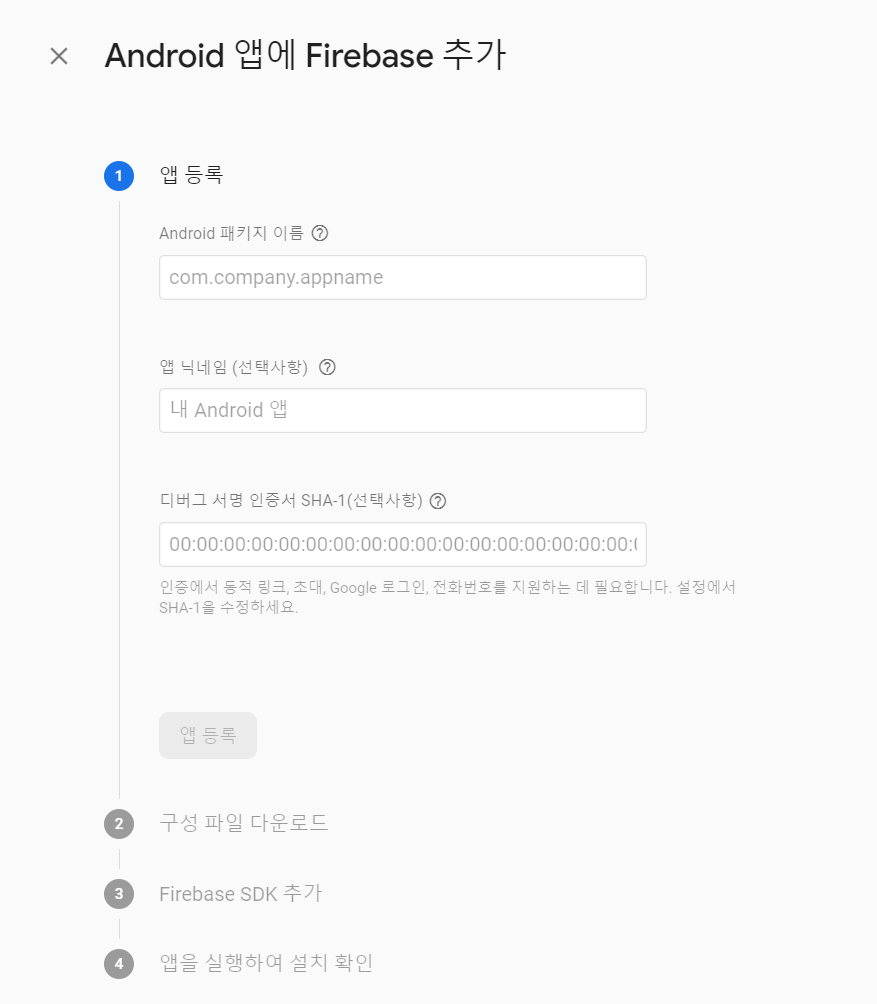 Android 앱에 Firebase 추가
1 앱 등록
Android 패키지 이름 ?
com.company.appname
앱 닉네임 (선택사항) ?
내 Android 앱
디버그 서명 인증서 SHA-1(선택사항) ?
00:00:00:00:00:00:00:00:00:00:00:00:00:00:00:00:00:
인증에서 동적 링크, 초대, Google 로그인, 전화번호를 지원하는 데 필요합니다. 설정에서
SHA-1을 수정하세요.
앱 등록
2 구성 파일 다운로드
3 Firebase SDK 추가
4 앱을 실행하여 설치 확인